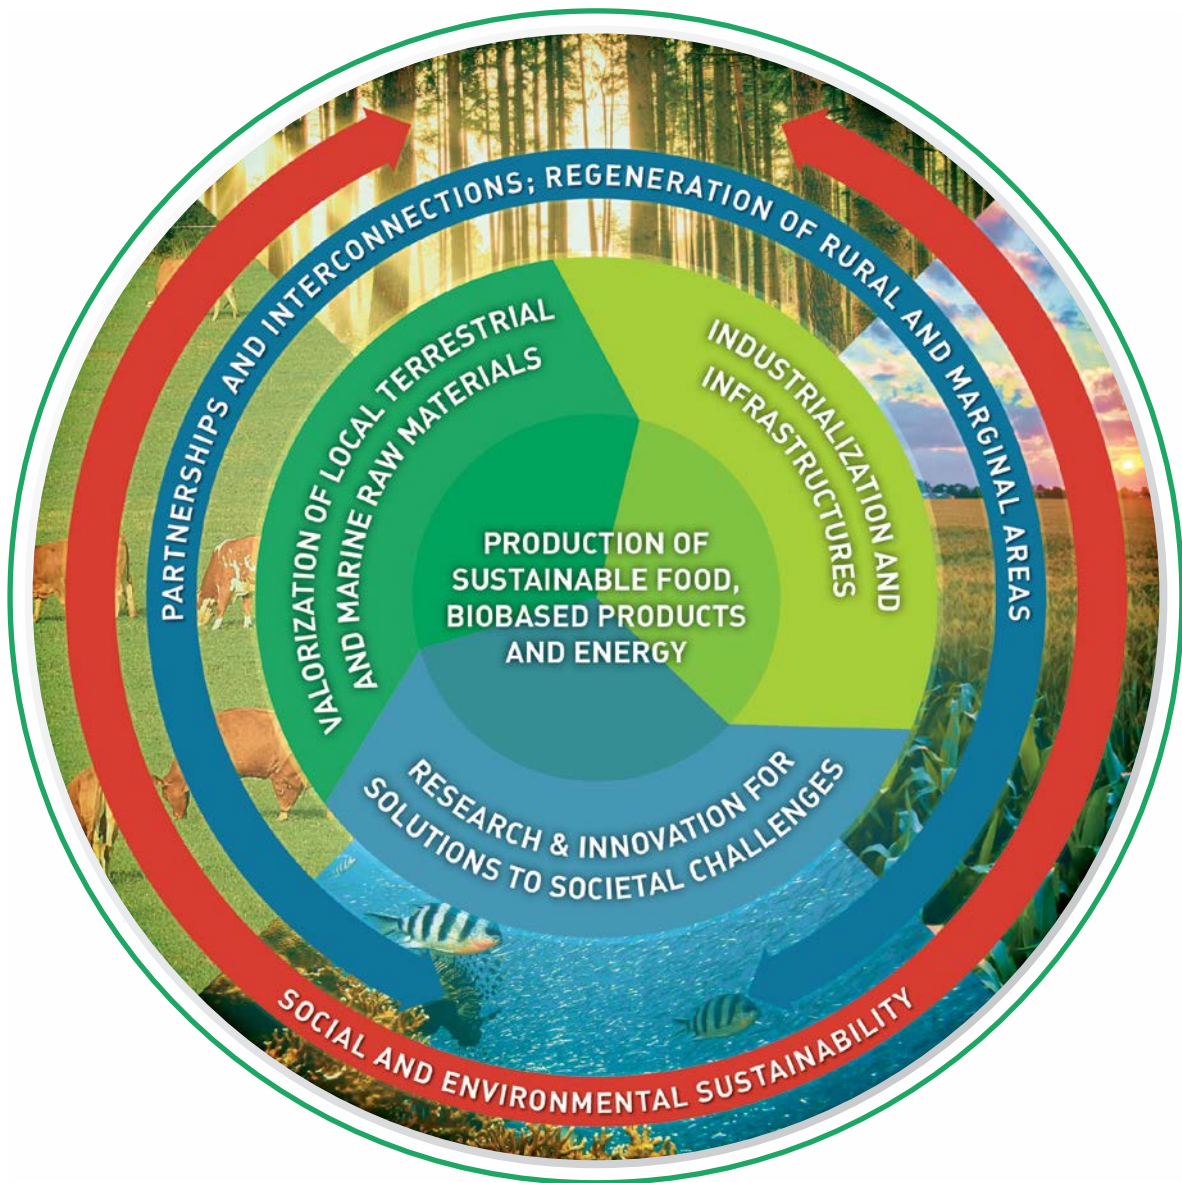 PARTNERSHIPS AND INTERCONNECTIONS; REGENERATION OF RURAL AND MARGINAL AREAS
VALORIZATION OF LOCAL TERRESTRIAL
AND MARINE RAW MATERIALS
INDUSTRIALIZATION AND
INFRASTRUCTURES
PRODUCTION OF
SUSTAINABLE FOOD,
BIOBASED PRODUCTS
AND ENERGY
RESEARCH & INNOVATION FOR
SOLUTIONS TO SOCIETAL CHALLENGES
SOCIAL AND ENVIRONMENTAL SUSTAINABILITY